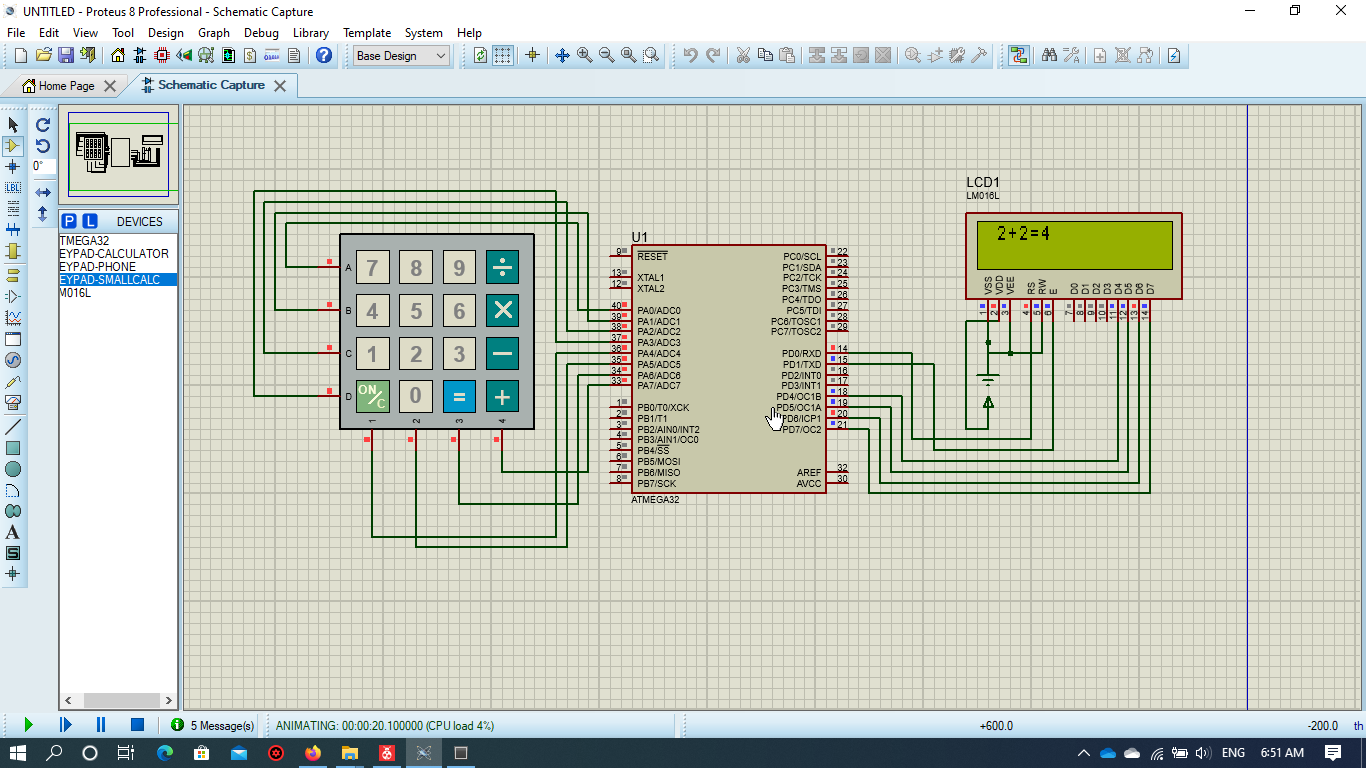 UNTITLED - Proteus 8 Professional - Schematic Capture
File Edit View Tool Design Graph Debug Library Template System Help
Base Design
Home Page
Schematic Capture
0°
LBL
P L DEVICES
TMEGA32
EYPAD-CALCULATOR
EYPAD-PHONE
EYPAD-SMALLCALC
M016L
A
S
7 8 9 ÷
4 5 6 ×
1 2 3 −
ON/C 0 = +
A
B
C
D
1 2 3 4
U1
9 RESET
13 XTAL1
12 XTAL2
40 PA0/ADC0
39 PA1/ADC1
38 PA2/ADC2
37 PA3/ADC3
36 PA4/ADC4
35 PA5/ADC5
34 PA6/ADC6
33 PA7/ADC7
1 PB0/T0/XCK
2 PB1/T1
3 PB2/AIN0/INT2
4 PB3/AIN1/OC0
5 PB4/SS
6 PB5/MOSI
7 PB6/MISO
8 PB7/SCK
PC0/SCL 22
PC1/SDA 23
PC2/TCK 24
PC3/TMS 25
PC4/TDO 26
PC5/TDI 27
PC6/TOSC1 28
PC7/TOSC2 29
PD0/RXD 14
PD1/TXD 15
PD2/INT0 16
PD3/INT1 17
PD4/OC1B 18
PD5/OC1A 19
PD6/ICP1 20
PD7/OC2 21
AREF 32
AVCC 30
ATMEGA32
LCD1
LM016L
2+2=4
VSS VDD VEE RS RW E D0 D1 D2 D3 D4 D5 D6 D7
1 2 3 4 5 6 7 8 9 10 11 12 13 14
5 Message(s)
ANIMATING: 00:00:20.100000 (CPU load 4%)
+600.0
-200.0
th
ENG
6:51 AM